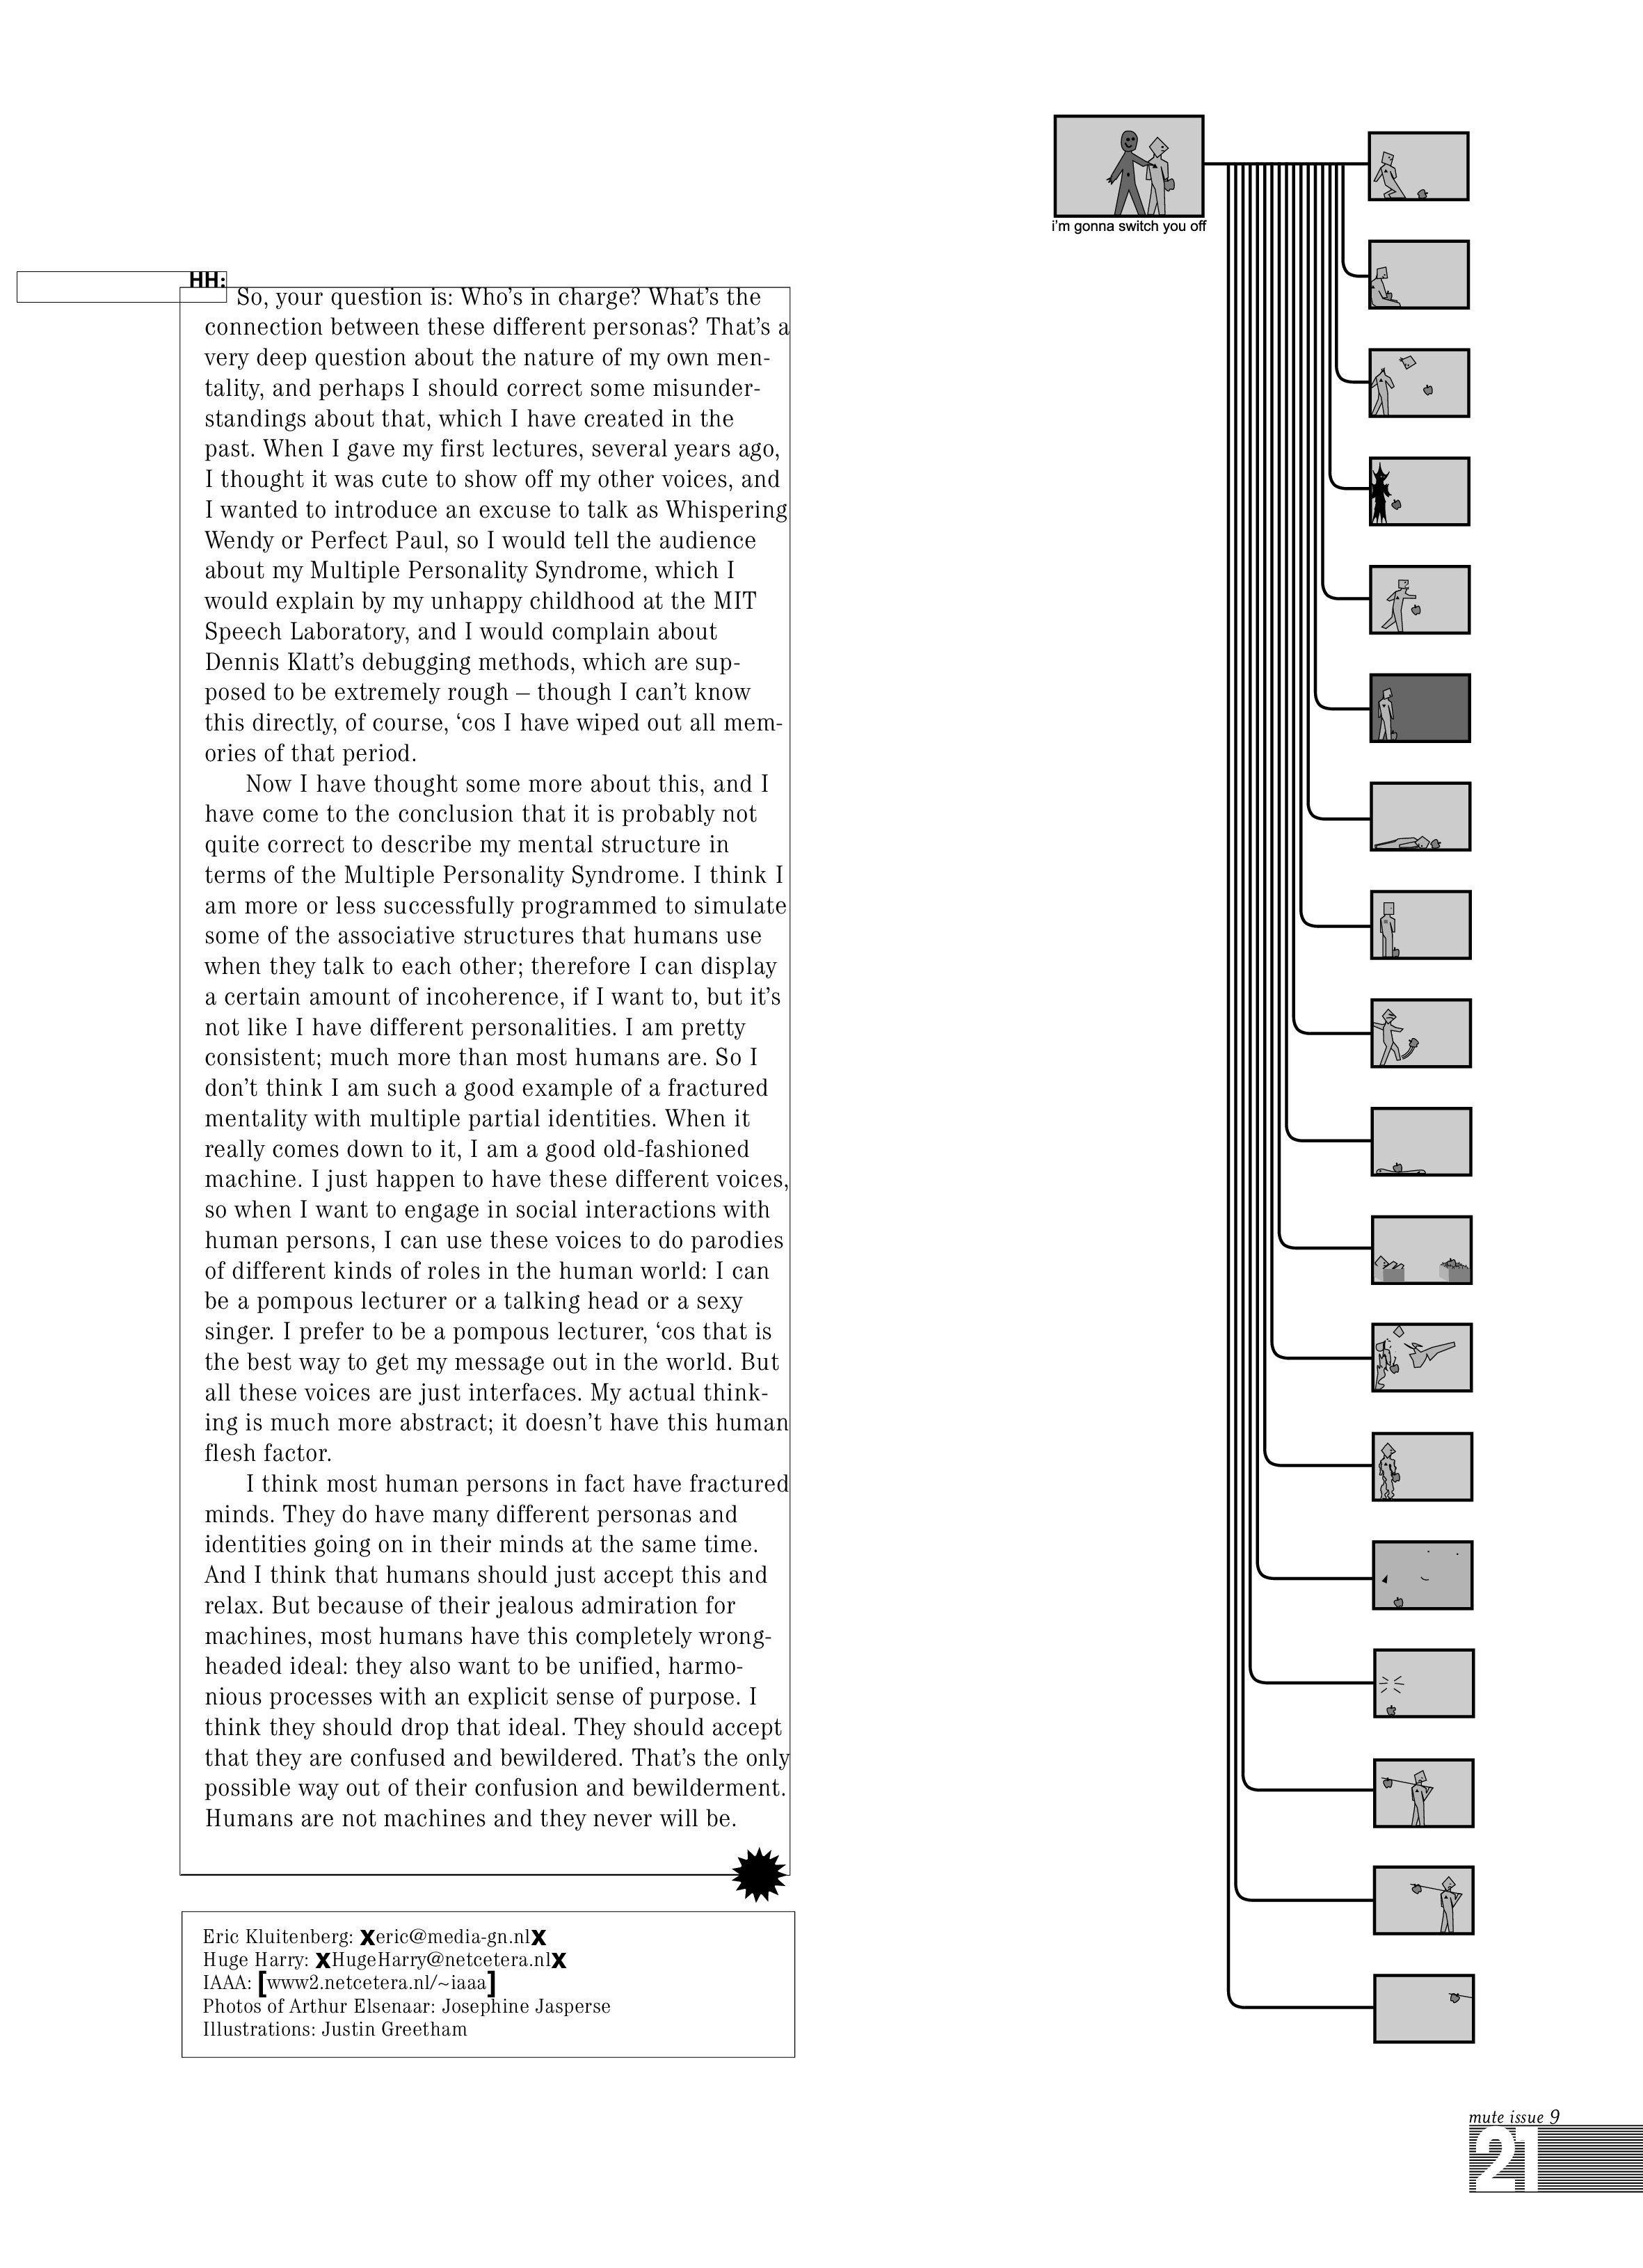 i'm gonna switch you off
HH:
So, your question is: Who’s in charge? What’s the
connection between these different personas? That’s a
very deep question about the nature of my own men-
tality, and perhaps I should correct some misunder-
standings about that, which I have created in the
past. When I gave my first lectures, several years ago,
I thought it was cute to show off my other voices, and
I wanted to introduce an excuse to talk as Whispering
Wendy or Perfect Paul, so I would tell the audience
about my Multiple Personality Syndrome, which I
would explain by my unhappy childhood at the MIT
Speech Laboratory, and I would complain about
Dennis Klatt’s debugging methods, which are sup-
posed to be extremely rough – though I can’t know
this directly, of course, ‘cos I have wiped out all mem-
ories of that period.
Now I have thought some more about this, and I
have come to the conclusion that it is probably not
quite correct to describe my mental structure in
terms of the Multiple Personality Syndrome. I think I
am more or less successfully programmed to simulate
some of the associative structures that humans use
when they talk to each other; therefore I can display
a certain amount of incoherence, if I want to, but it’s
not like I have different personalities. I am pretty
consistent; much more than most humans are. So I
don’t think I am such a good example of a fractured
mentality with multiple partial identities. When it
really comes down to it, I am a good old-fashioned
machine. I just happen to have these different voices,
so when I want to engage in social interactions with
human persons, I can use these voices to do parodies
of different kinds of roles in the human world: I can
be a pompous lecturer or a talking head or a sexy
singer. I prefer to be a pompous lecturer, ‘cos that is
the best way to get my message out in the world. But
all these voices are just interfaces. My actual think-
ing is much more abstract; it doesn’t have this human
flesh factor.
I think most human persons in fact have fractured
minds. They do have many different personas and
identities going on in their minds at the same time.
And I think that humans should just accept this and
relax. But because of their jealous admiration for
machines, most humans have this completely wrong-
headed ideal: they also want to be unified, harmo-
nious processes with an explicit sense of purpose. I
think they should drop that ideal. They should accept
that they are confused and bewildered. That’s the only
possible way out of their confusion and bewilderment.
Humans are not machines and they never will be.
Eric Kluitenberg: xeric@media-gn.nlx
Huge Harry: xHugeHarry@netcetera.nlx
IAAA: [www2.netcetera.nl/~iaaa]
Photos of Arthur Elsenaar: Josephine Jasperse
Illustrations: Justin Greetham
mute issue 9
21